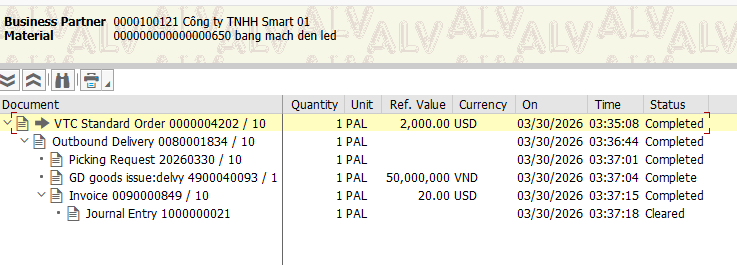 Business Partner 0000100121 Công ty TNHH Smart 01
Material 000000000000000650 bang mach den led
ALV ALV ALV ALV ALV
Document Quantity Unit Ref. Value Currency On Time Status
VTC Standard Order 0000004202 / 10 1 PAL 2,000.00 USD 03/30/2026 03:35:08 Completed
Outbound Delivery 0080001834 / 10 1 PAL 03/30/2026 03:36:44 Completed
Picking Request 20260330 / 10 1 PAL 03/30/2026 03:37:01 Completed
GD goods issue:delvy 4900040093 / 1 1 PAL 50,000,000 VND 03/30/2026 03:37:04 Complete
Invoice 0090000849 / 10 1 PAL 20.00 USD 03/30/2026 03:37:15 Completed
Journal Entry 1000000021 1 PAL 03/30/2026 03:37:18 Cleared